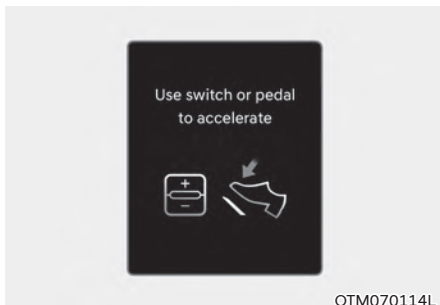 Use switch or pedal
to accelerate
+
−
OTM070114L